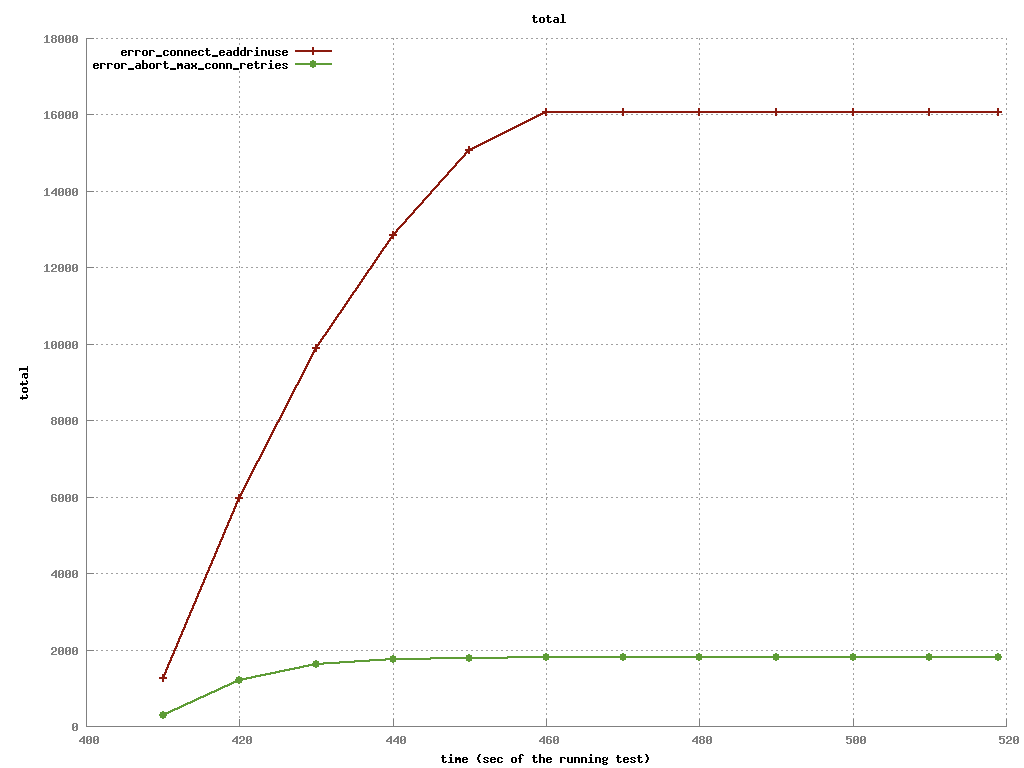 total
18000
error_connect_eaddrinuse
error_abort_max_conn_retries
16000
14000
12000
10000
total
8000
6000
4000
2000
0
400 420 440 460 480 500 520
time (sec of the running test)